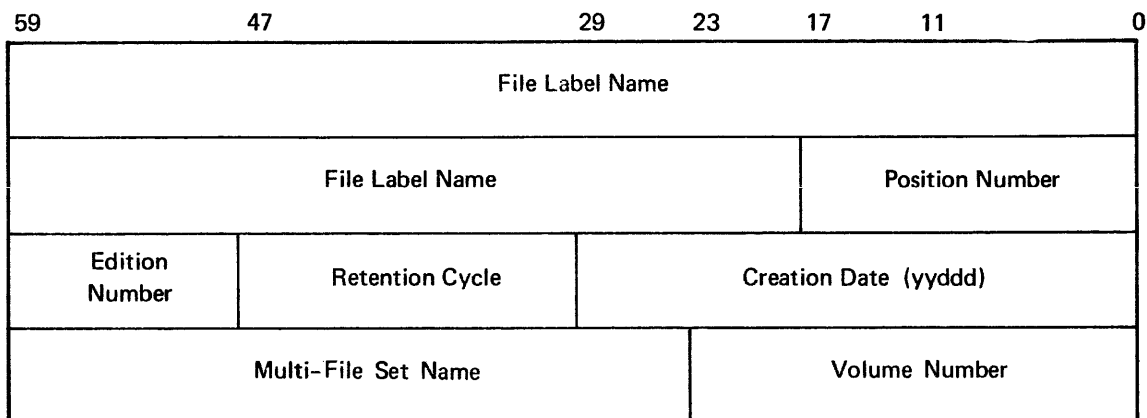 59 47 29 23 17 11 0
File Label Name
File Label Name Position Number
Edition
Number Retention Cycle Creation Date (yyddd)
Multi-File Set Name Volume Number